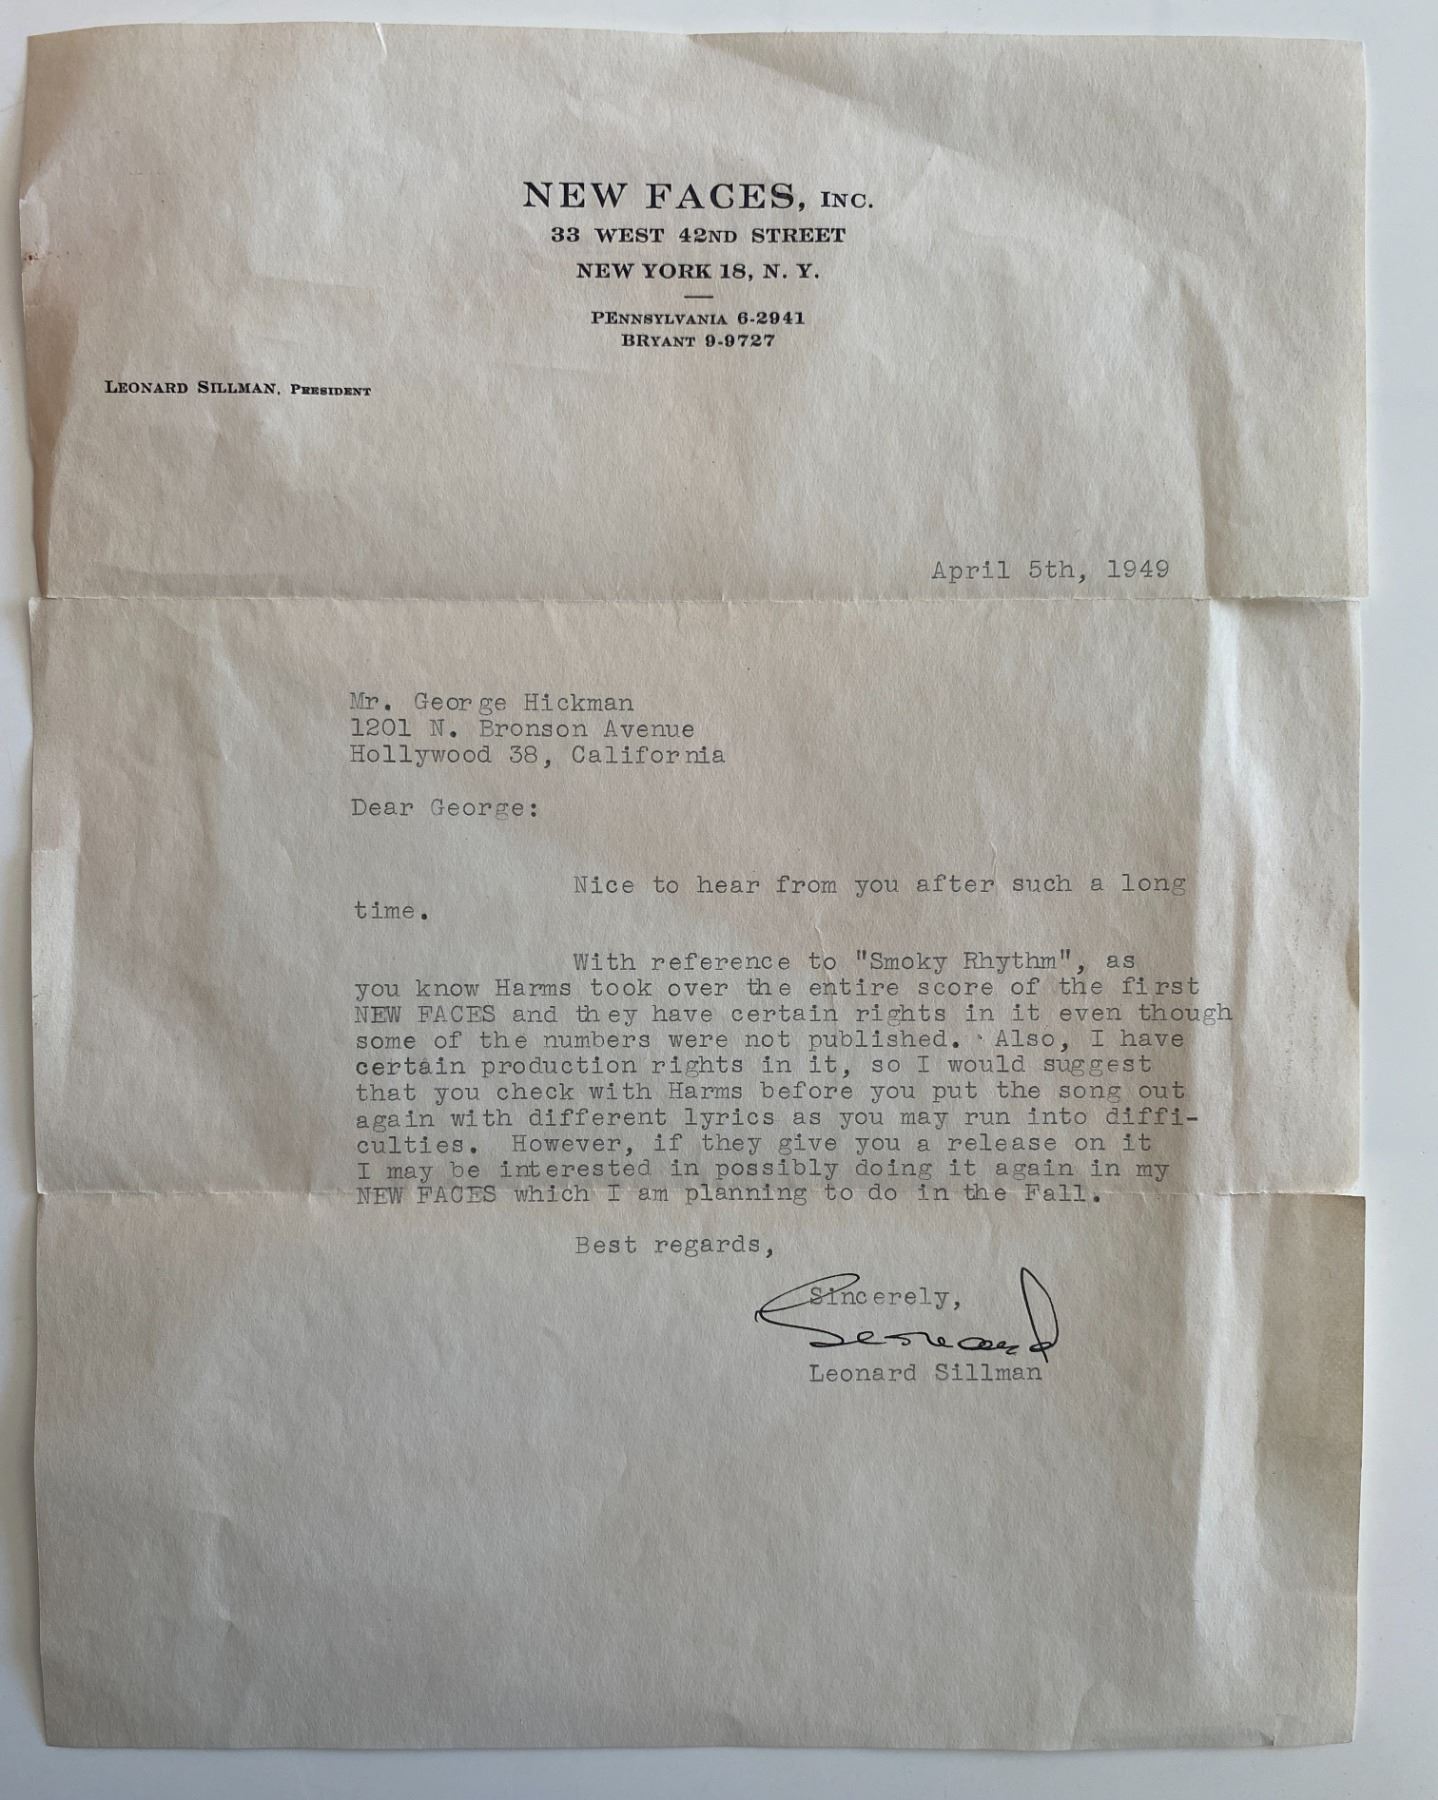 NEW FACES, INC.
33 WEST 42ND STREET
NEW YORK 18, N. Y.
PENNSYLVANIA 6-2941
BRYANT 9-9727
LEONARD SILLMAN, PRESIDENT
April 5th, 1949
Mr. George Hickman
1201 N. Bronson Avenue
Hollywood 38, California
Dear George:
Nice to hear from you after such a long
time.
With reference to "Smoky Rhythm", as
you know Harms took over the entire score of the first
NEW FACES and they have certain rights in it even though
some of the numbers were not published. Also, I have
certain production rights in it, so I would suggest
that you check with Harms before you put the song out
again with different lyrics as you may run into diffi-
culties. However, if they give you a release on it
I may be interested in possibly doing it again in my
NEW FACES which I am planning to do in the Fall.
Best regards,
Sincerely,
Leonard
Leonard Sillman